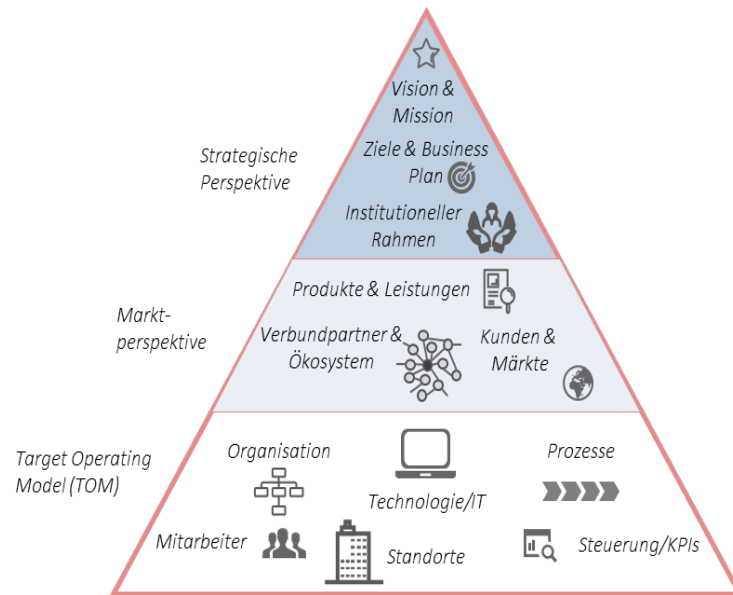 Vision &
Mission
Strategische
Perspektive
Ziele & Business
Plan
Institutioneller
Rahmen
Markt-
perspektive
Produkte & Leistungen
Verbundpartner &
Ökosystem
Kunden &
Märkte
Target Operating
Model (TOM)
Organisation
Technologie/IT
Prozesse
Mitarbeiter
Standorte
Steuerung/KPIs